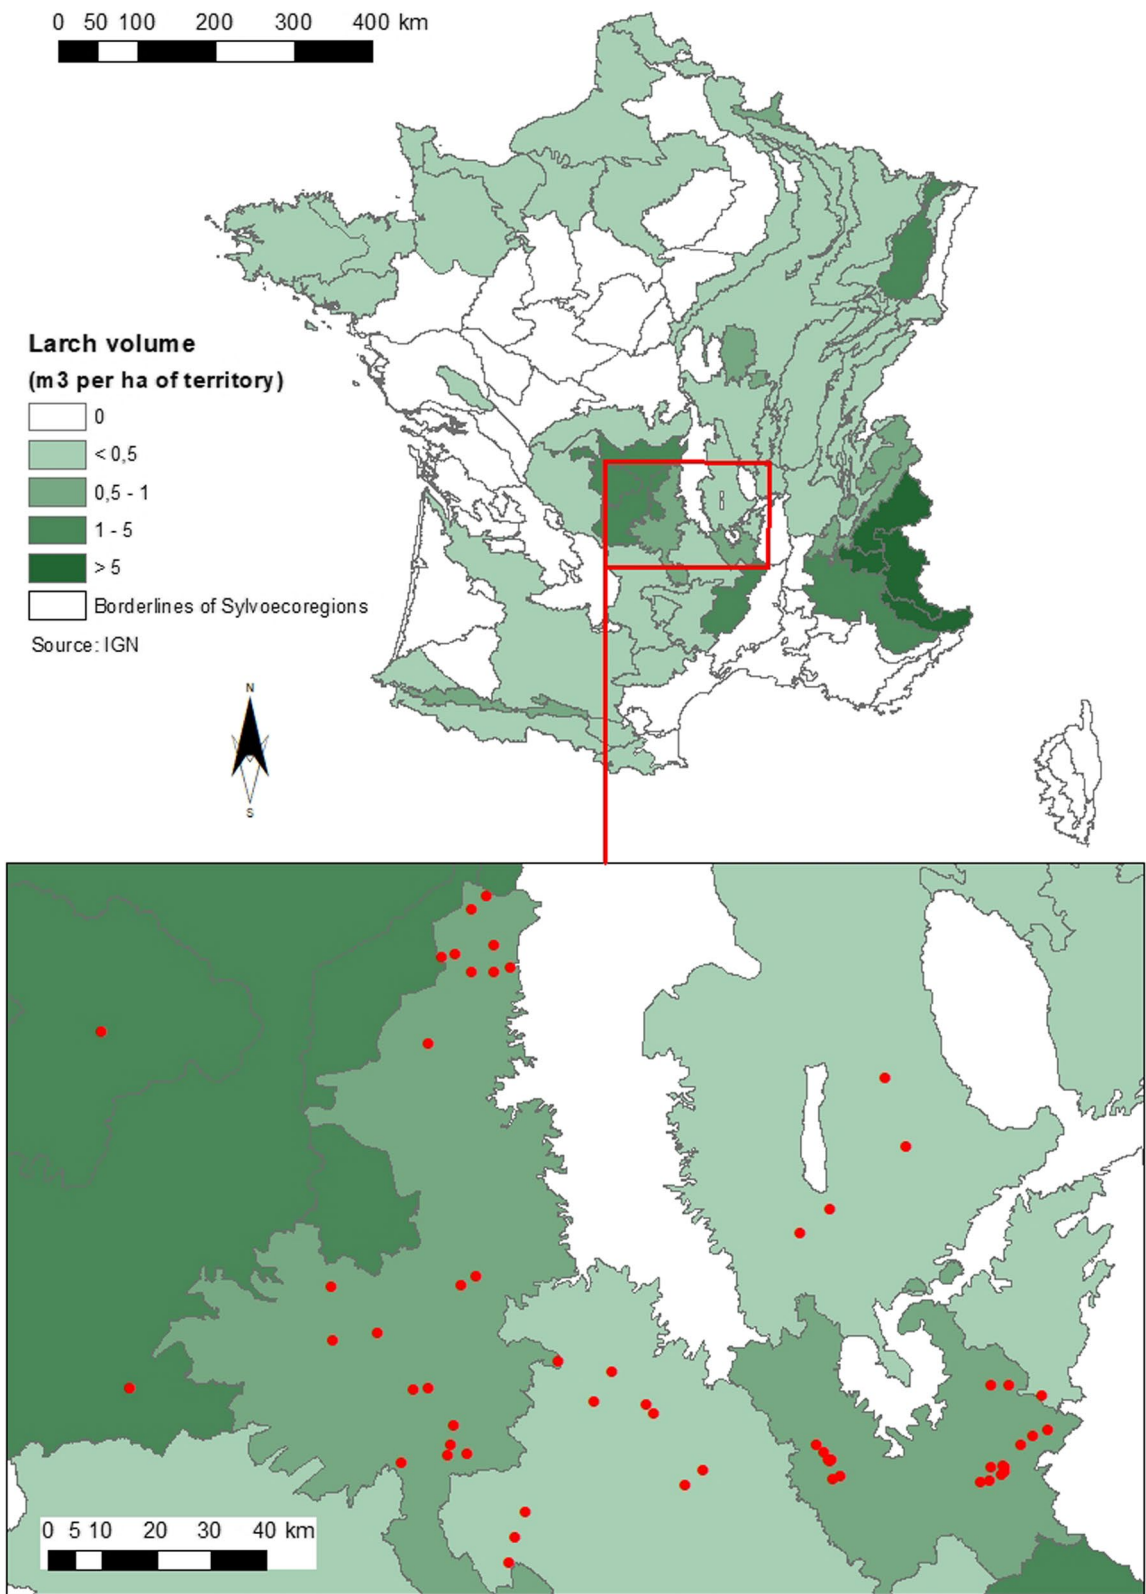 0 50 100 200 300 400 km
Larch volume
(m3 per ha of territory)
0
< 0,5
0,5 - 1
1 - 5
> 5
Borderlines of Sylvoecoregions
Source: IGN
N
S
0 5 10 20 30 40 km